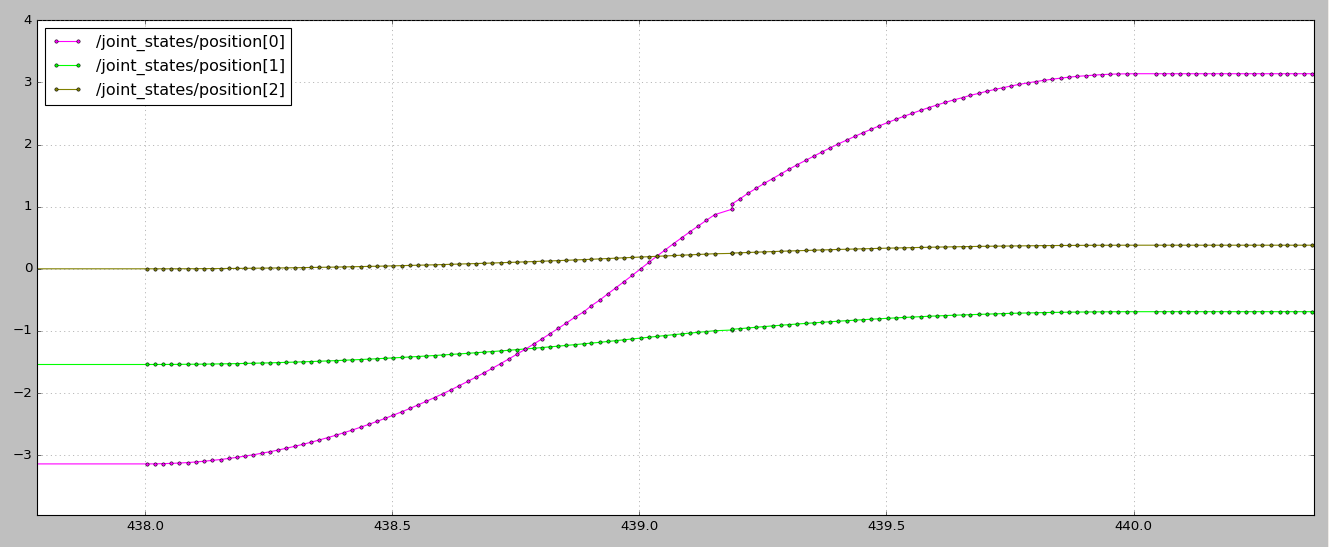 /joint_states/position[0]
/joint_states/position[1]
/joint_states/position[2]
4
3
2
1
0
−1
−2
−3
438.0 438.5 439.0 439.5 440.0